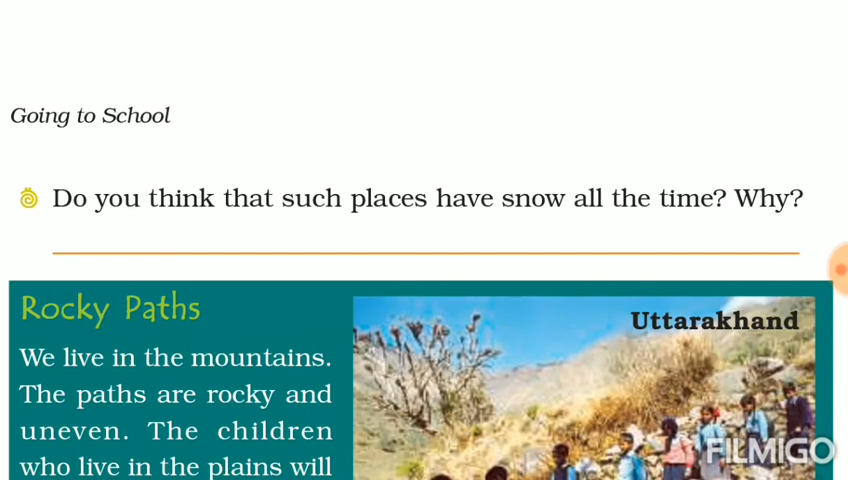 Going to School
Do you think that such places have snow all the time? Why?
Rocky Paths
Uttarakhand
We live in the mountains.
The paths are rocky and
uneven. The children
who live in the plains will
FILMIGO